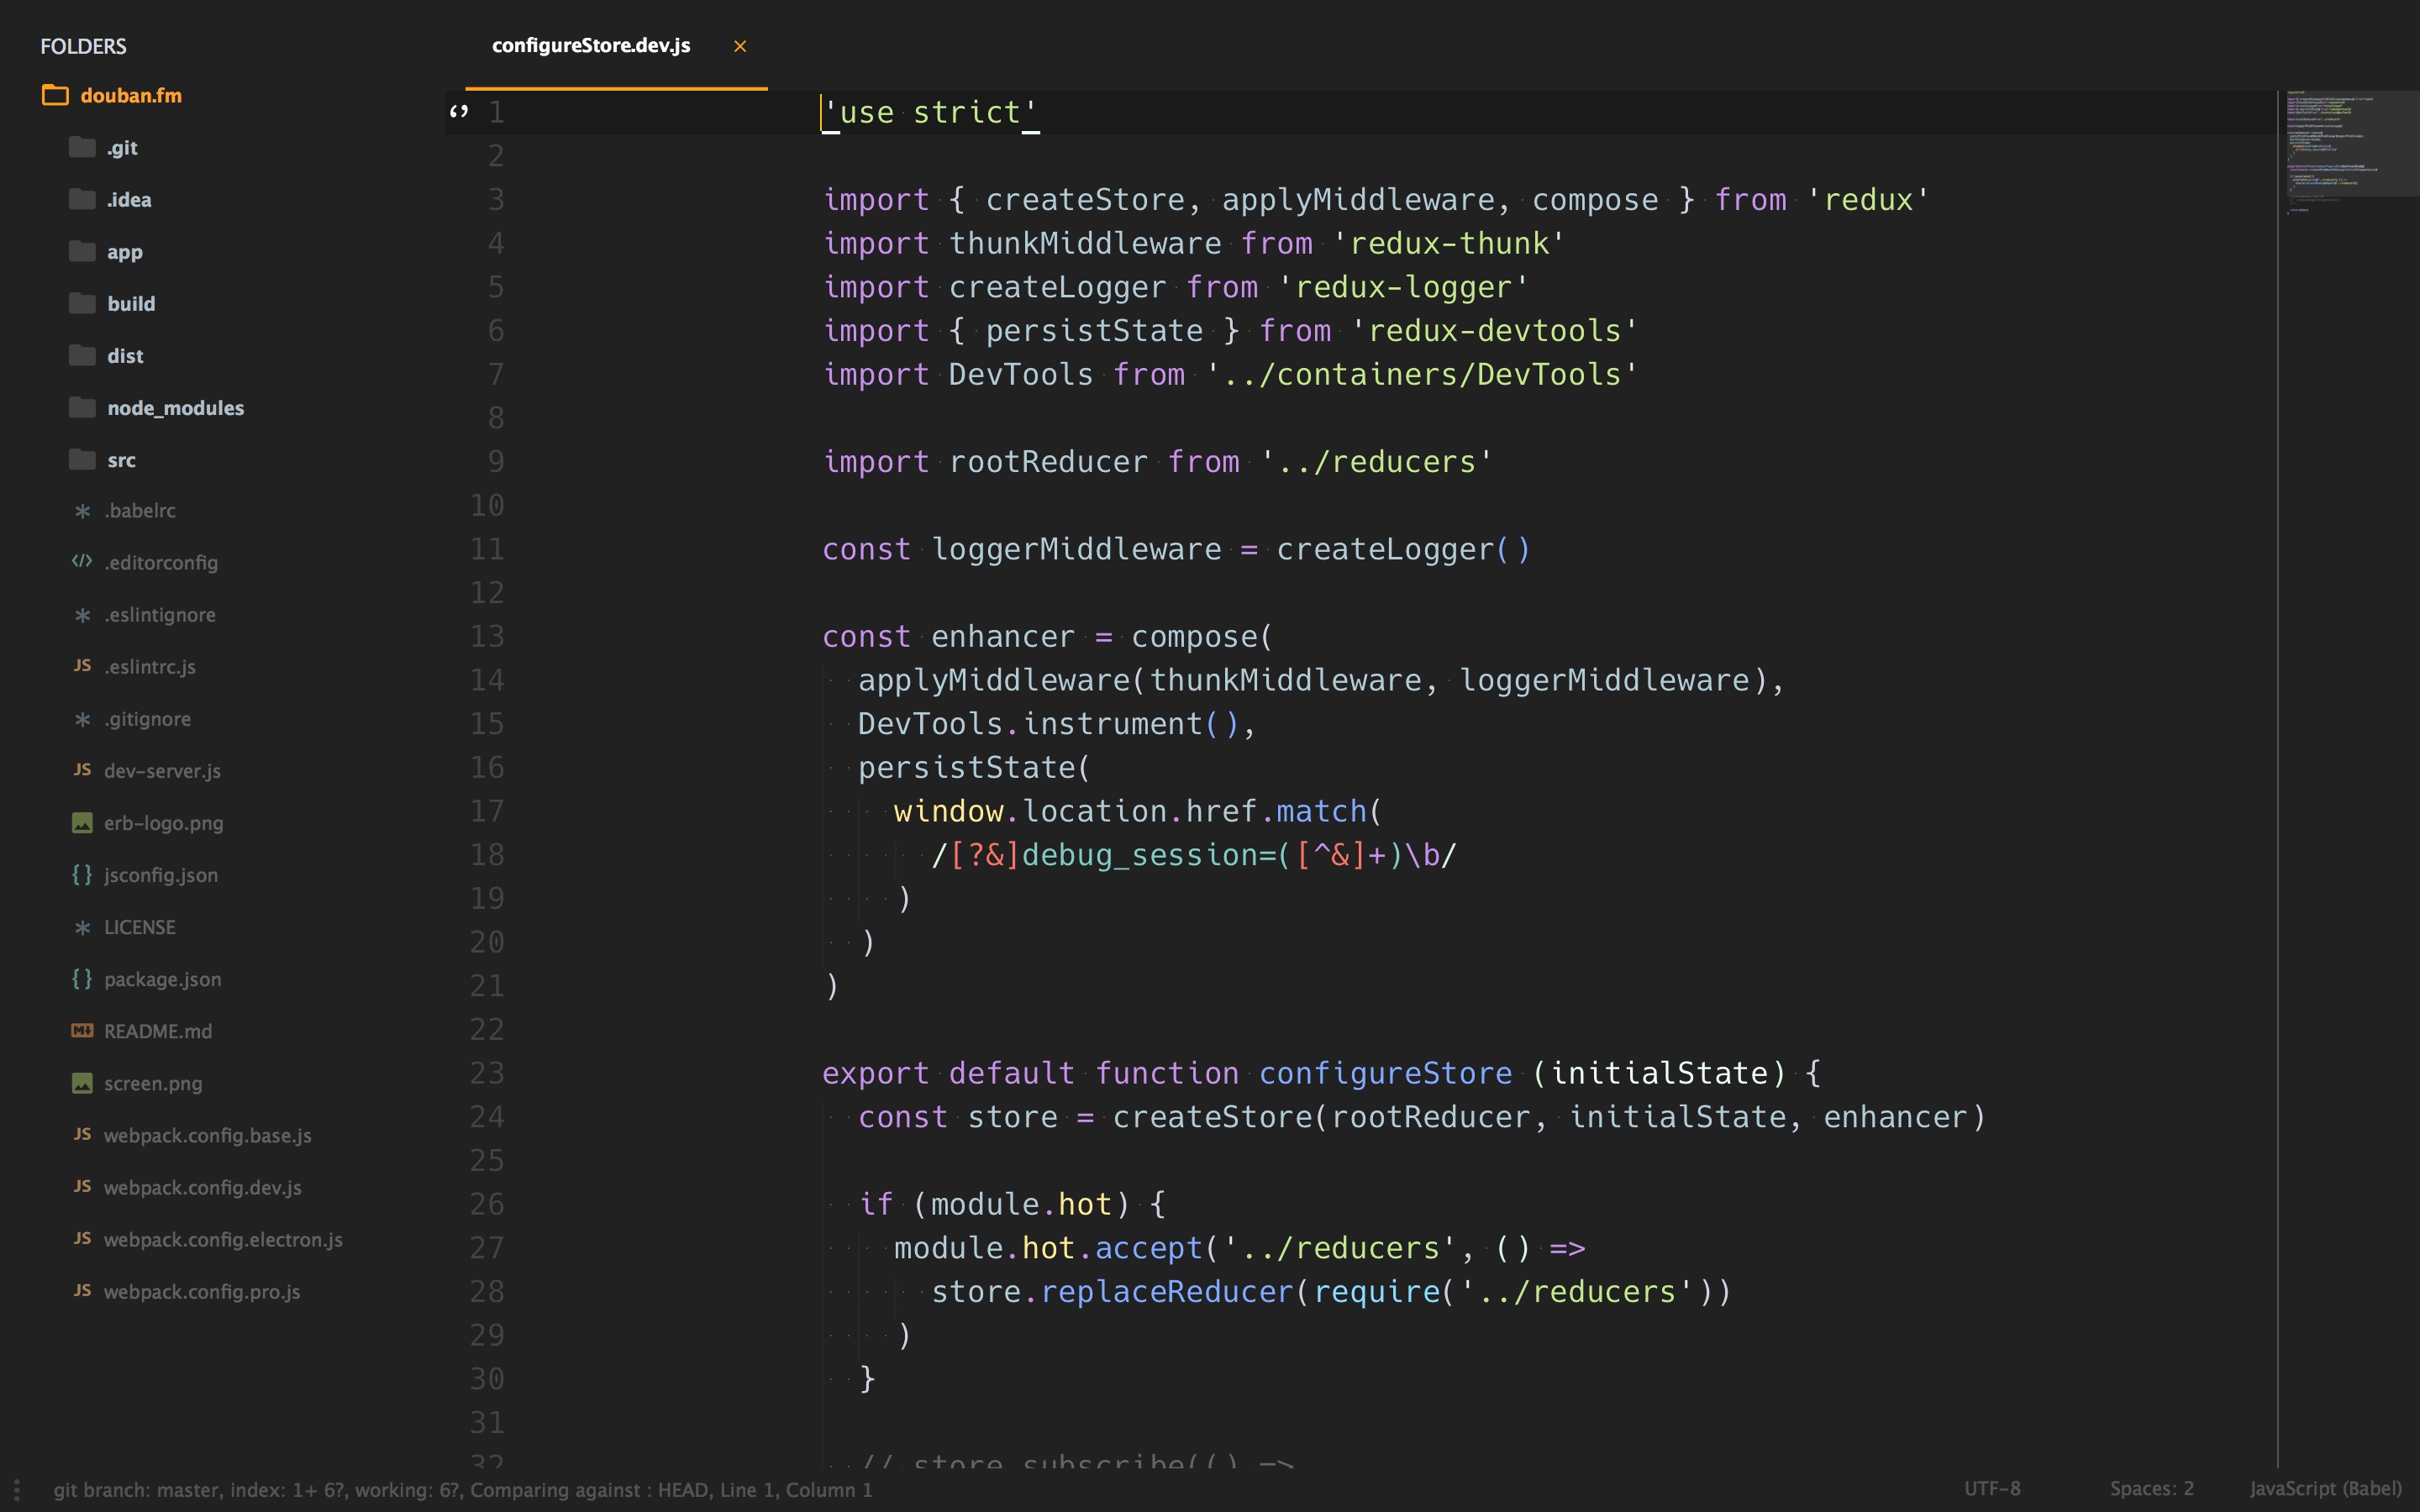 FOLDERS
douban.fm
.git
.idea
app
build
dist
node_modules
src
.babelrc
.editorconfig
.eslintignore
JS .eslintrc.js
.gitignore
JS dev-server.js
erb-logo.png
{} jsconfig.json
LICENSE
{} package.json
README.md
screen.png
JS webpack.config.base.js
JS webpack.config.dev.js
JS webpack.config.electron.js
JS webpack.config.pro.js
configureStore.dev.js ×
1 'use strict'
2
3 import { createStore, applyMiddleware, compose } from 'redux'
4 import thunkMiddleware from 'redux-thunk'
5 import createLogger from 'redux-logger'
6 import { persistState } from 'redux-devtools'
7 import DevTools from '../containers/DevTools'
8
9 import rootReducer from '../reducers'
10
11 const loggerMiddleware = createLogger()
12
13 const enhancer = compose(
14   applyMiddleware(thunkMiddleware, loggerMiddleware),
15   DevTools.instrument(),
16   persistState(
17     window.location.href.match(
18       /[?&]debug_session=([^&]+)\b/
19     )
20   )
21 )
22
23 export default function configureStore (initialState) {
24   const store = createStore(rootReducer, initialState, enhancer)
25
26   if (module.hot) {
27     module.hot.accept('../reducers', () =>
28       store.replaceReducer(require('../reducers'))
29     )
30   }
31
32   // store.subscribe(() =>
git branch: master, index: 1+ 6?, working: 6?, Comparing against : HEAD, Line 1, Column 1
UTF-8
Spaces: 2
JavaScript (Babel)